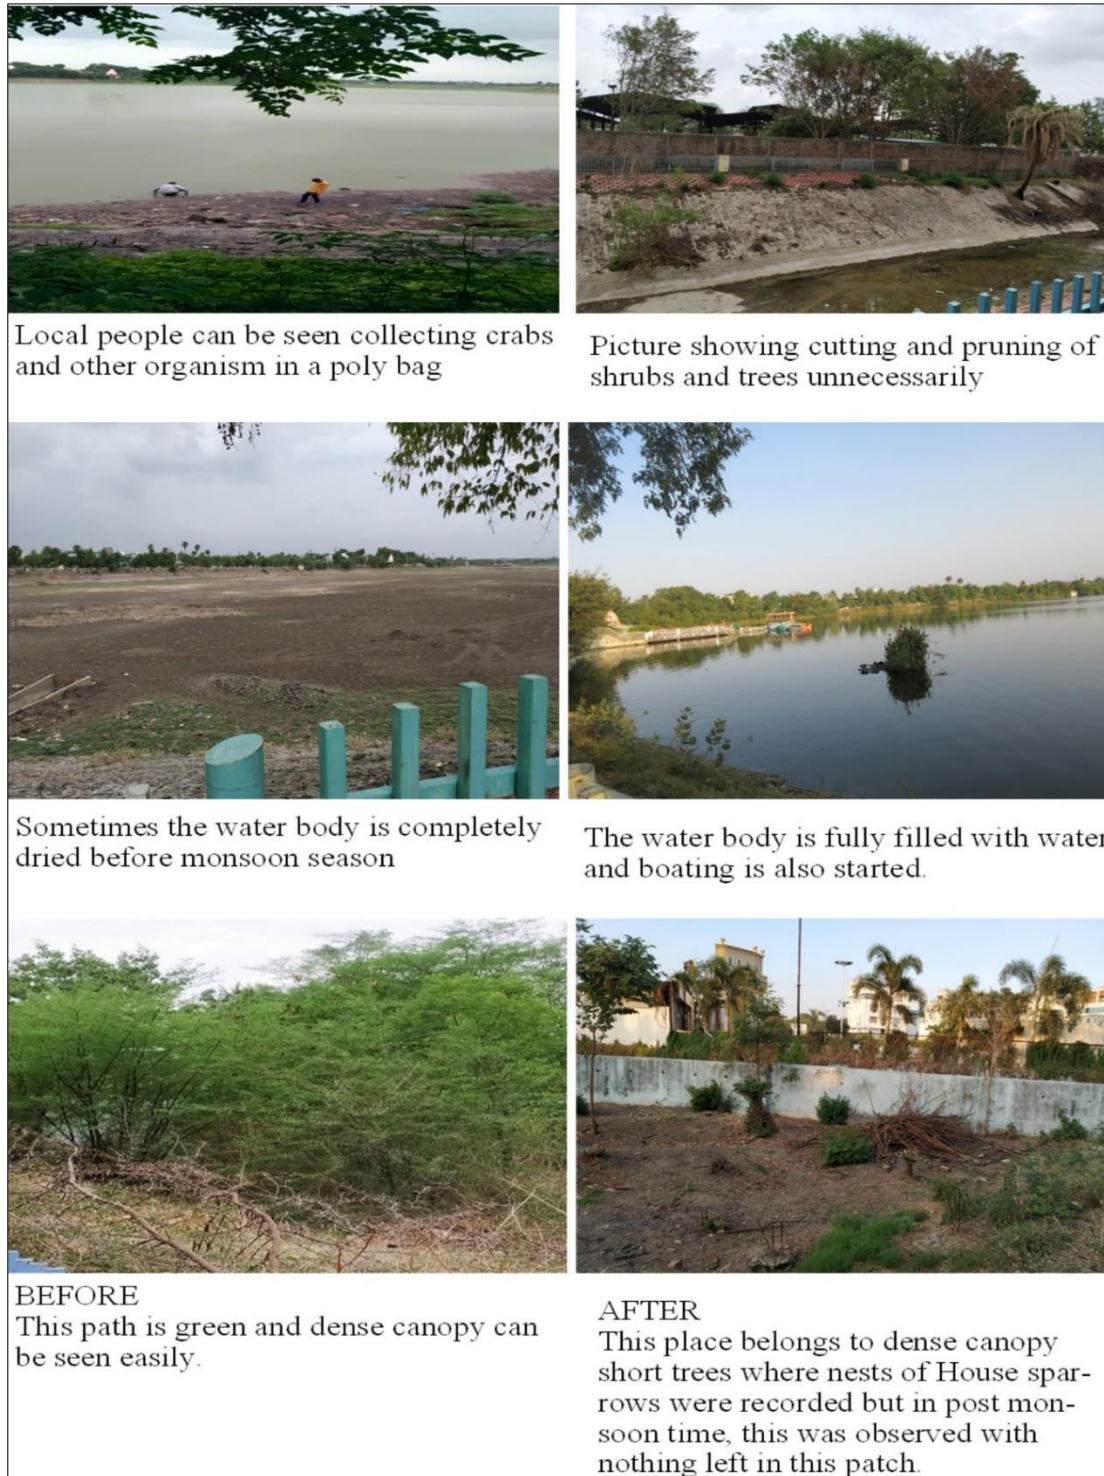 Local people can be seen collecting crabs
and other organism in a poly bag
Picture showing cutting and pruning of
shrubs and trees unnecessarily
Sometimes the water body is completely
dried before monsoon season
The water body is fully filled with water
and boating is also started.
BEFORE
This path is green and dense canopy can
be seen easily.
AFTER
This place belongs to dense canopy
short trees where nests of House spar-
rows were recorded but in post mon-
soon time, this was observed with
nothing left in this patch.